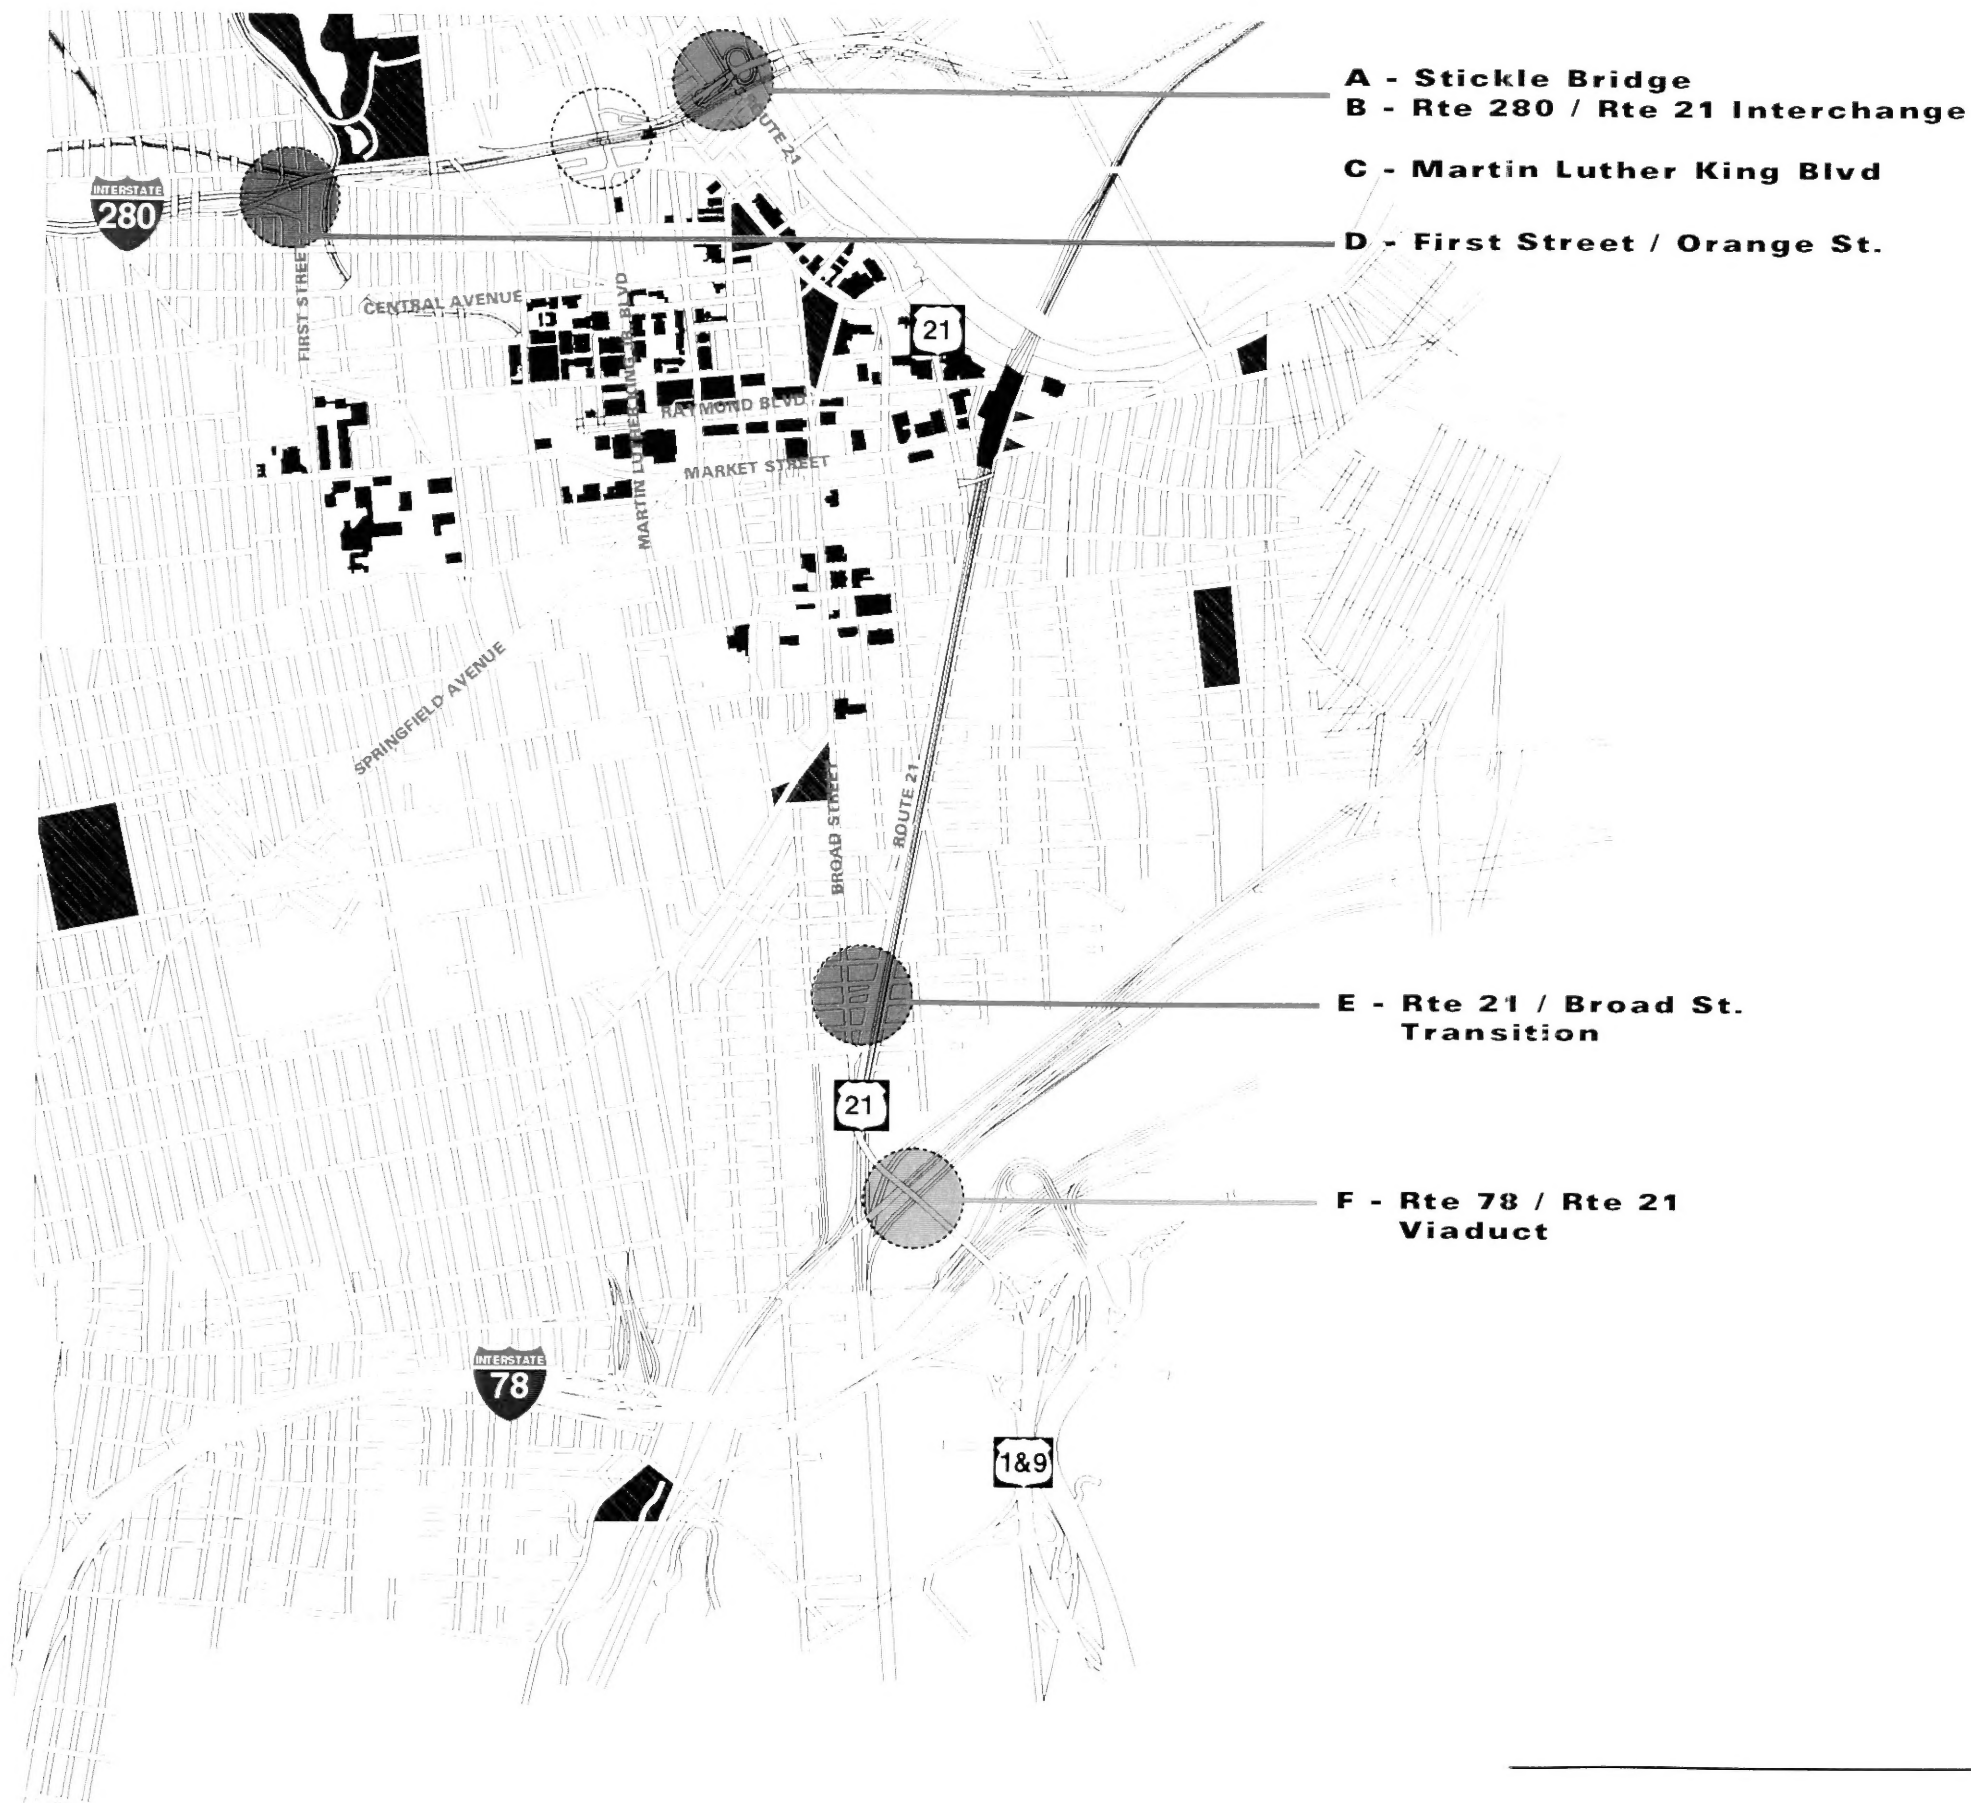 A - Stickle Bridge
B - Rte 280 / Rte 21 Interchange
C - Martin Luther King Blvd
D - First Street / Orange St.
ROUTE 21
INTERSTATE
280
FIRST STREE
CENTRAL AVENUE
MARTIN LUTHER KING JR. BLVD
21
RAYMOND BLVD
MARKET STREET
SPRINGFIELD AVENUE
BROAD STREET
ROUTE 21
E - Rte 21 / Broad St.
Transition
21
F - Rte 78 / Rte 21
Viaduct
INTERSTATE
78
1&9